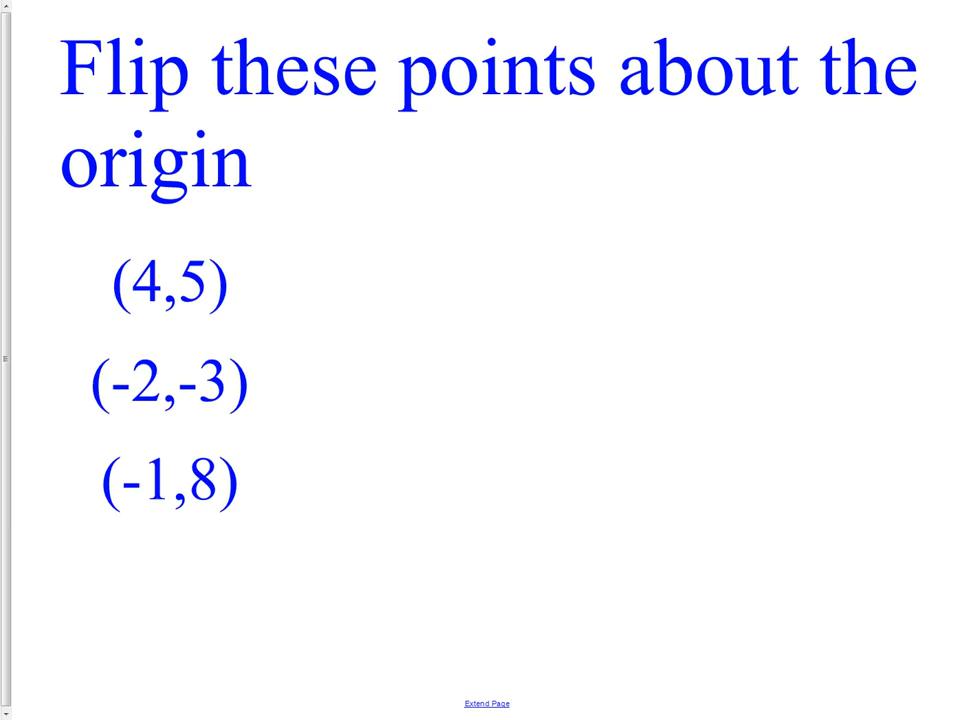 Flip these points about the
origin
(4,5)
(-2,-3)
(-1,8)
Extend Page